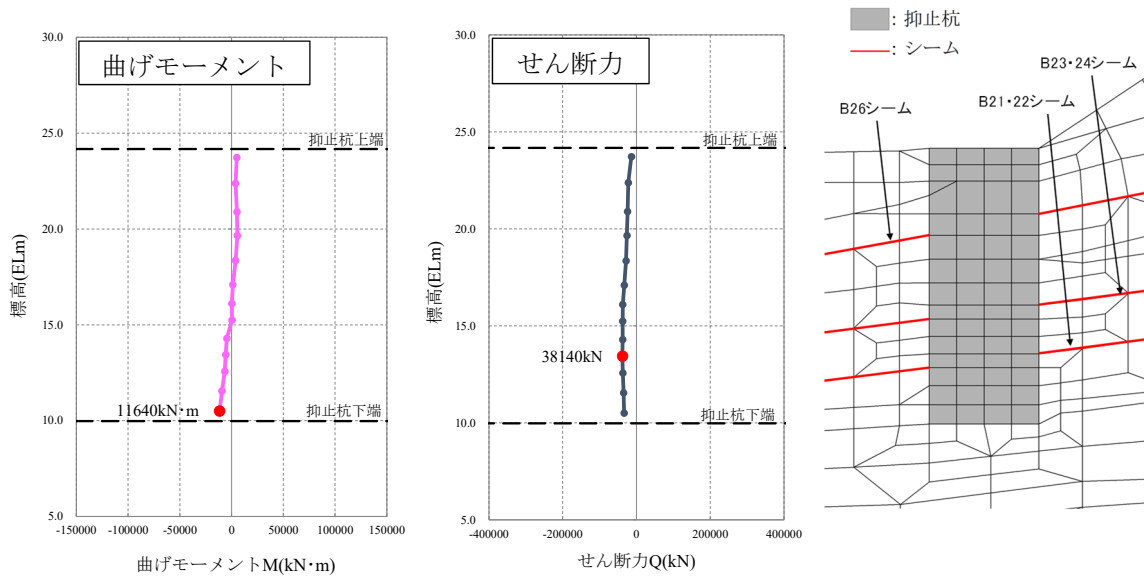 曲げモーメント
30.0
25.0
20.0
15.0
10.0
5.0
標高(ELm)
抑止杭上端
抑止杭下端
11640kN・m
-150000 -100000 -50000 0 50000 100000 150000
曲げモーメントM(kN・m)
せん断力
30.0
25.0
20.0
15.0
10.0
5.0
標高(ELm)
抑止杭上端
38140kN
抑止杭下端
-400000 -200000 0 200000 400000
せん断力Q(kN)
: 抑止杭
: シーム
B23・24シーム
B21・22シーム
B26シーム